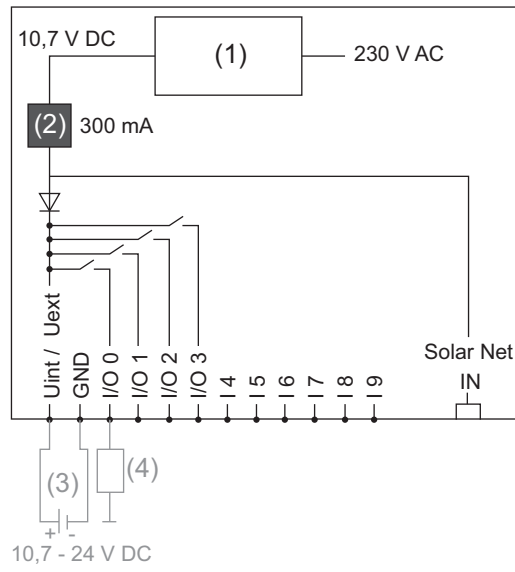 10,7 V DC
(1)
230 V AC
(2)
300 mA
Uint / Uext
GND
I/O 0
I/O 1
I/O 2
I/O 3
I 4
I 5
I 6
I 7
I 8
I 9
Solar Net
IN
(3)
(4)
+ -
10,7 - 24 V DC